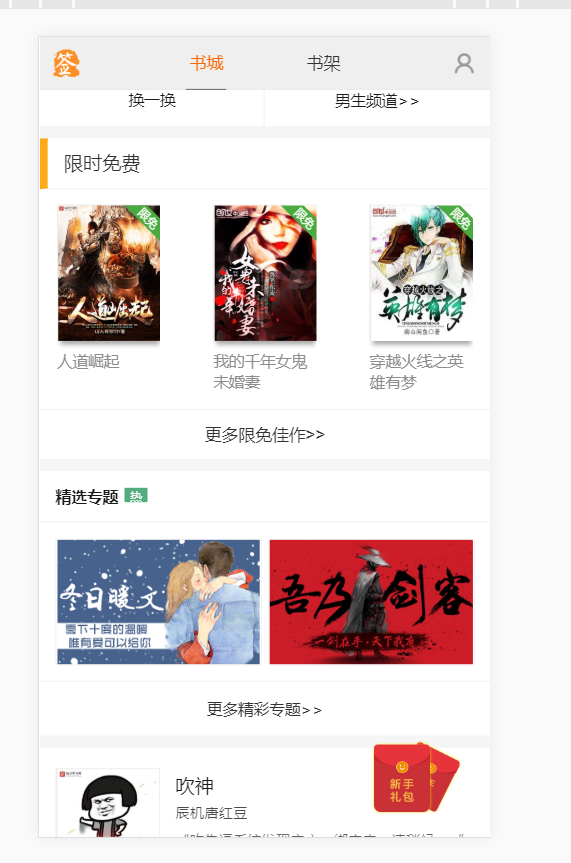 签
书城
书架
换一换
男生频道>>
限时免费
限免
人道崛起
限免
我的千年女鬼未婚妻
限免
穿越火线之
英雄有梦
南山闲鱼◎著
人道崛起
我的千年女鬼
未婚妻
穿越火线之英
雄有梦
更多限免佳作>>
精选专题 热
冬日暖文
零下十度的温暖
唯有爱可以给你
吾乃剑客
一剑在手·天下我有
更多精彩专题>>
新手
礼包
吹神
辰机唐红豆